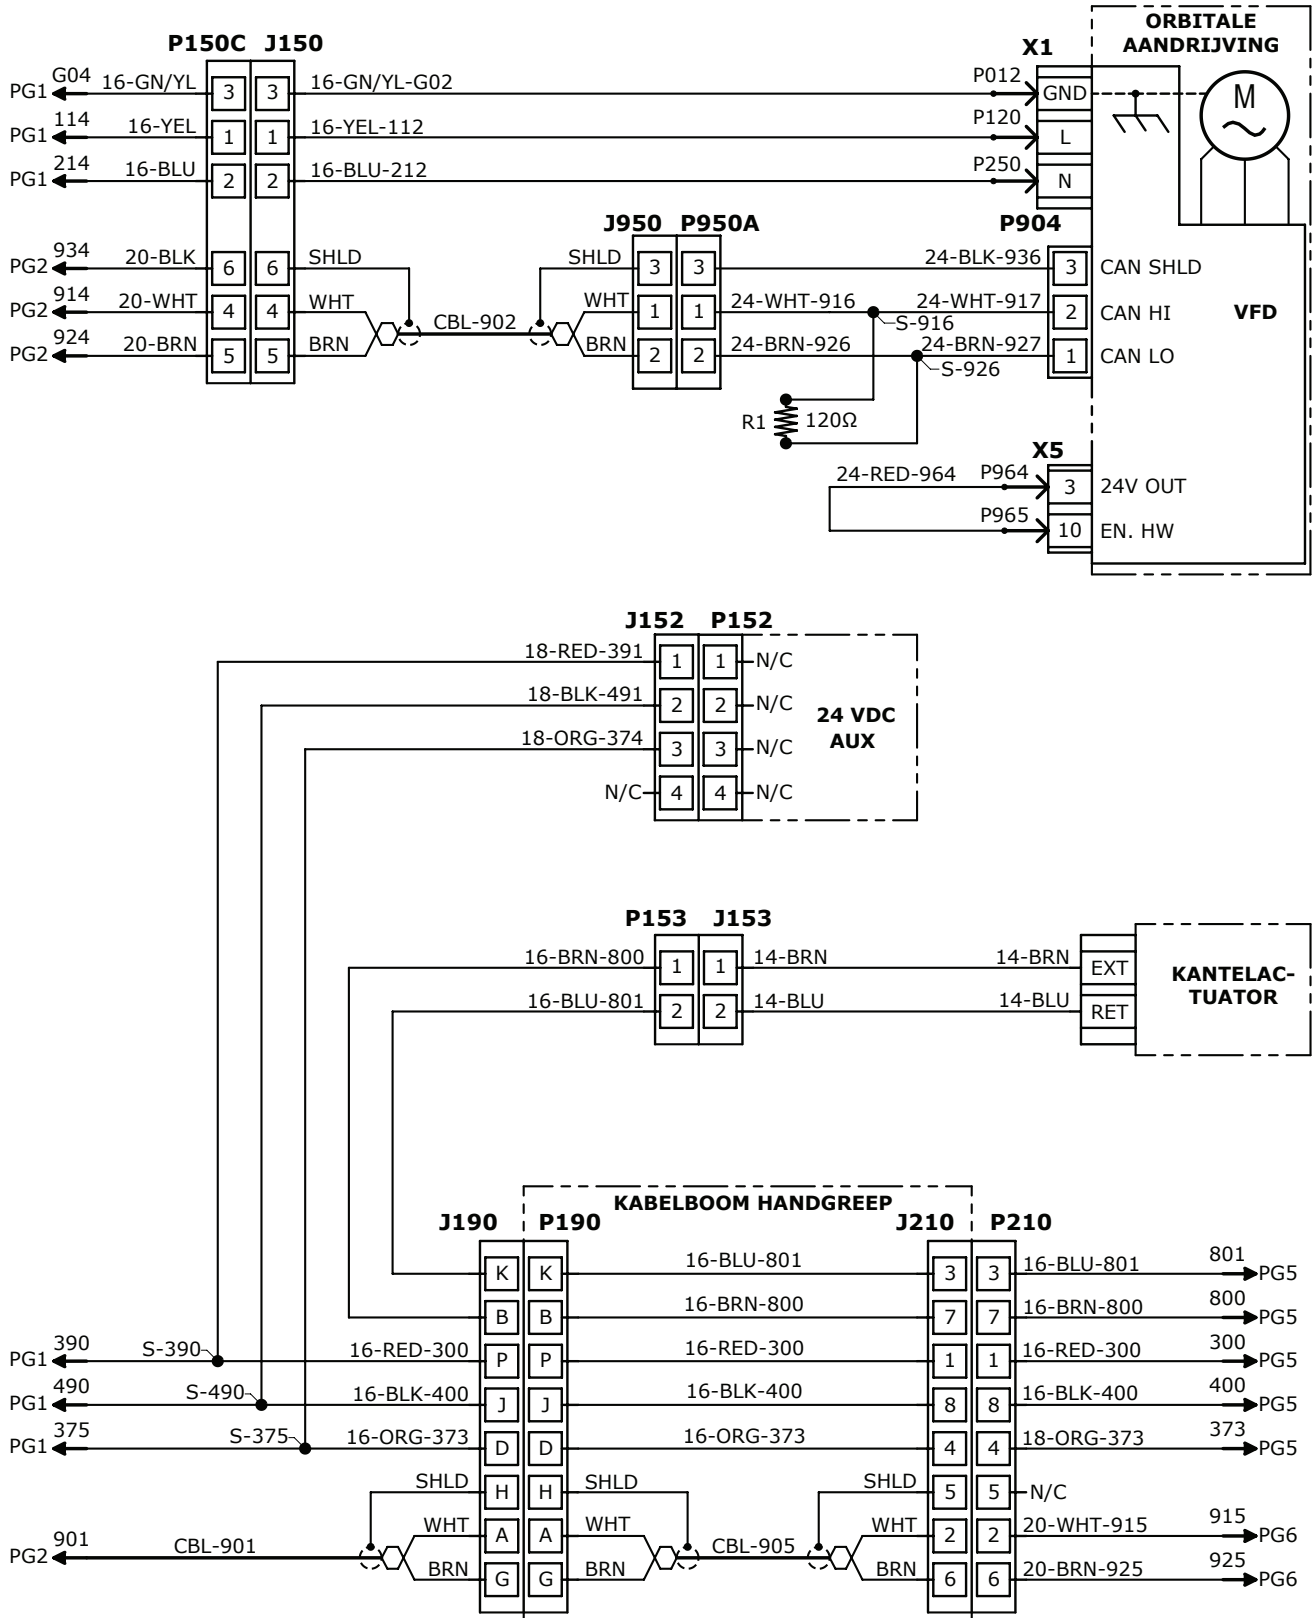 ORBITALE
AANDRIJVING
P150C J150
X1
PG1 G04 16-GN/YL 3 3 16-GN/YL-G02 P012 GND M
PG1 114 16-YEL 1 1 16-YEL-112 P120 L
PG1 214 16-BLU 2 2 16-BLU-212 P250 N
J950 P950A P904
PG2 934 20-BLK 6 6 SHLD SHLD 3 3 24-BLK-936 3 CAN SHLD
PG2 914 20-WHT 4 4 WHT WHT 1 1 24-WHT-916 24-WHT-917 2 CAN HI VFD
CBL-902
S-916
PG2 924 20-BRN 5 5 BRN BRN 2 2 24-BRN-926 24-BRN-927 1 CAN LO
S-926
R1 120Ω
X5
24-RED-964 P964 3 24V OUT
P965 10 EN. HW
J152 P152
18-RED-391 1 1 N/C
18-BLK-491 2 2 N/C
24 VDC
AUX
18-ORG-374 3 3 N/C
N/C 4 4 N/C
P153 J153
16-BRN-800 1 1 14-BRN 14-BRN EXT
16-BLU-801 2 2 14-BLU 14-BLU RET
KANTELAC-
TUATOR
KABELBOOM HANDGREEP
J190 P190 J210 P210
K K 16-BLU-801 3 3 16-BLU-801 801 PG5
B B 16-BRN-800 7 7 16-BRN-800 800 PG5
PG1 390 S-390 16-RED-300 P P 16-RED-300 1 1 16-RED-300 300 PG5
PG1 490 S-490 16-BLK-400 J J 16-BLK-400 8 8 16-BLK-400 400 PG5
PG1 375 S-375 16-ORG-373 D D 16-ORG-373 4 4 18-ORG-373 373 PG5
SHLD H H SHLD SHLD 5 5 N/C
WHT A A WHT WHT 2 2 20-WHT-915 915 PG6
PG2 901 CBL-901 CBL-905
BRN G G BRN BRN 6 6 20-BRN-925 925 PG6